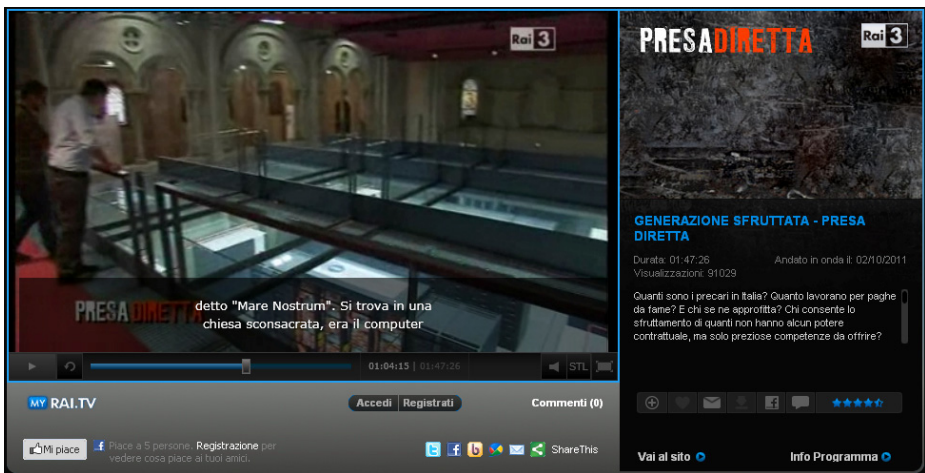 Rai 3
PRESADIRETTA
detto "Mare Nostrum". Si trova in una
chiesa sconsacrata, era il computer
01:04:15 | 01:47:26
STL
MY RAI.TV
Accedi Registrati
Commenti (0)
Mi piace
Piace a 5 persone. Registrazione per
vedere cosa piace ai tuoi amici.
ShareThis
PRESADIRETTA
Rai 3
GENERAZIONE SFRUTTATA - PRESA
DIRETTA
Durata: 01:47:26
Andato in onda il: 02/10/2011
Visualizzazioni: 91029
Quanti sono i precari in Italia? Quanto lavorano per paghe
da fame? E chi se ne approfitta? Chi consente lo
sfruttamento di quanti non hanno alcun potere
contrattuale, ma solo preziose competenze da offrire?
Vai al sito
Info Programma